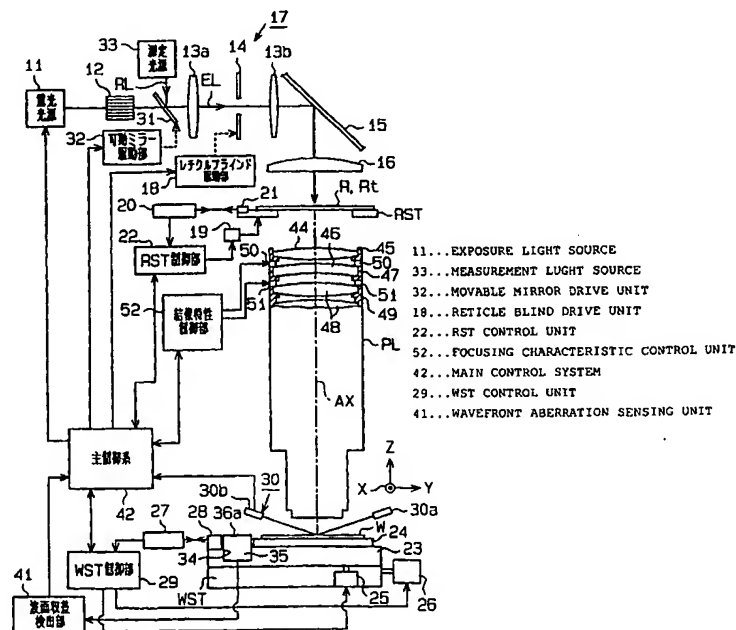 17
33
測定
光源
11
13a
14
13b
12
RL
EL
露光
光源
31
15
32
可動ミラー
駆動部
16
レチクルブラインド
駆動部
18
21
R, Rt
20
RST
19
44
46
45
22
RST制御部
50
50
47
51
51
52
結像特性
制御部
48
49
PL
AX
11...EXPOSURE LIGHT SOURCE
33...MEASUREMENT LUGHT SOURCE
32...MOVABLE MIRROR DRIVE UNIT
18...RETICLE BLIND DRIVE UNIT
22...RST CONTROL UNIT
52...FOCUSING CHARACTERISTIC CONTROL UNIT
42...MAIN CONTROL SYSTEM
29...WST CONTROL UNIT
41...WAVEFRONT ABERRATION SENSING UNIT
主制御系
42
Z
X
Y
30b
30
30a
27
28
36a
W
24
34
35
23
41
WST制御部
29
WST
25
26
波面収差
検出部